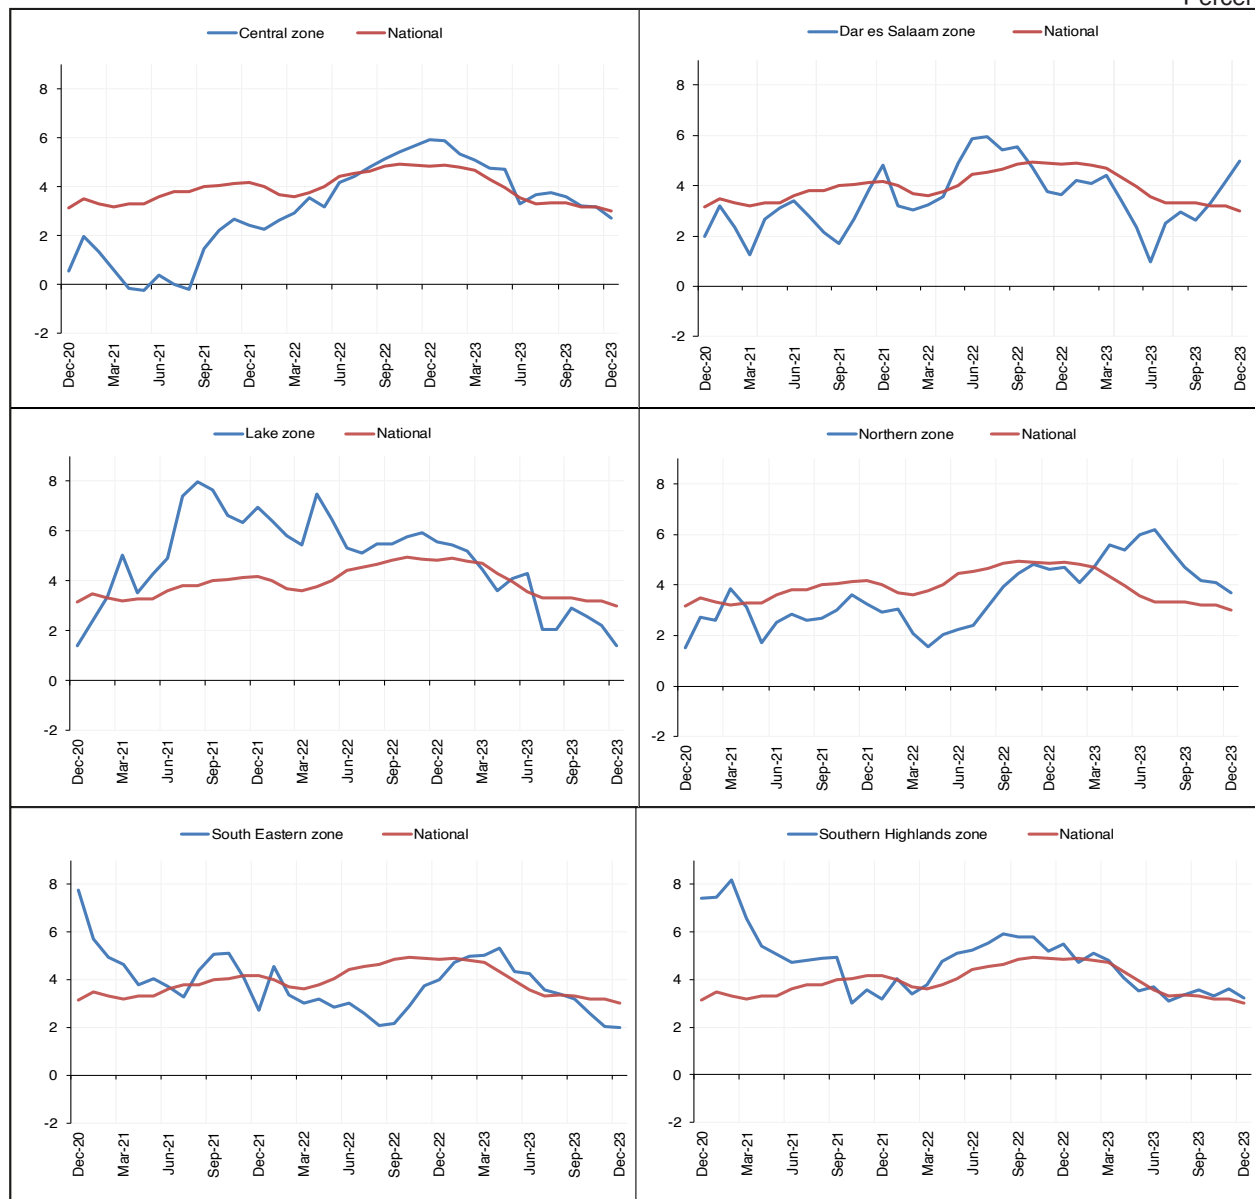 Percen
Central zone National
8
6
4
2
0
-2
Dec-20 Mar-21 Jun-21 Sep-21 Dec-21 Mar-22 Jun-22 Sep-22 Dec-22 Mar-23 Jun-23 Sep-23 Dec-23
Dar es Salaam zone National
8
6
4
2
0
-2
Dec-20 Mar-21 Jun-21 Sep-21 Dec-21 Mar-22 Jun-22 Sep-22 Dec-22 Mar-23 Jun-23 Sep-23 Dec-23
Lake zone National
8
6
4
2
0
-2
Dec-20 Mar-21 Jun-21 Sep-21 Dec-21 Mar-22 Jun-22 Sep-22 Dec-22 Mar-23 Jun-23 Sep-23 Dec-23
Northern zone National
8
6
4
2
0
-2
Dec-20 Mar-21 Jun-21 Sep-21 Dec-21 Mar-22 Jun-22 Sep-22 Dec-22 Mar-23 Jun-23 Sep-23 Dec-23
South Eastern zone National
8
6
4
2
0
-2
Dec-20 Mar-21 Jun-21 Sep-21 Dec-21 Mar-22 Jun-22 Sep-22 Dec-22 Mar-23 Jun-23 Sep-23 Dec-23
Southern Highlands zone National
8
6
4
2
0
-2
Dec-20 Mar-21 Jun-21 Sep-21 Dec-21 Mar-22 Jun-22 Sep-22 Dec-22 Mar-23 Jun-23 Sep-23 Dec-23